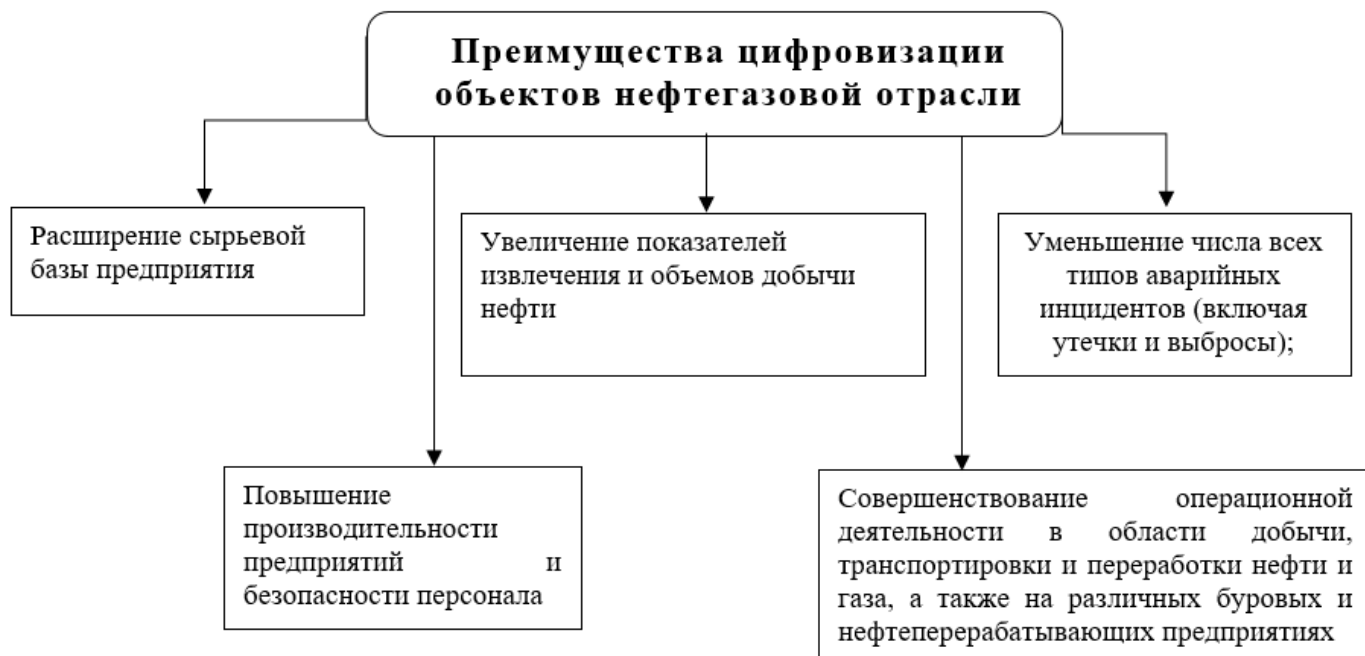 Преимущества цифровизации
объектов нефтегазовой отрасли
Расширение сырьевой
базы предприятия
Увеличение показателей
извлечения и объемов добычи
нефти
Уменьшение числа всех
типов аварийных
инцидентов (включая
утечки и выбросы);
Повышение
производительности
предприятий и
безопасности персонала
Совершенствование операционной
деятельности в области добычи,
транспортировки и переработки нефти и
газа, а также на различных буровых и
нефтеперерабатывающих предприятиях